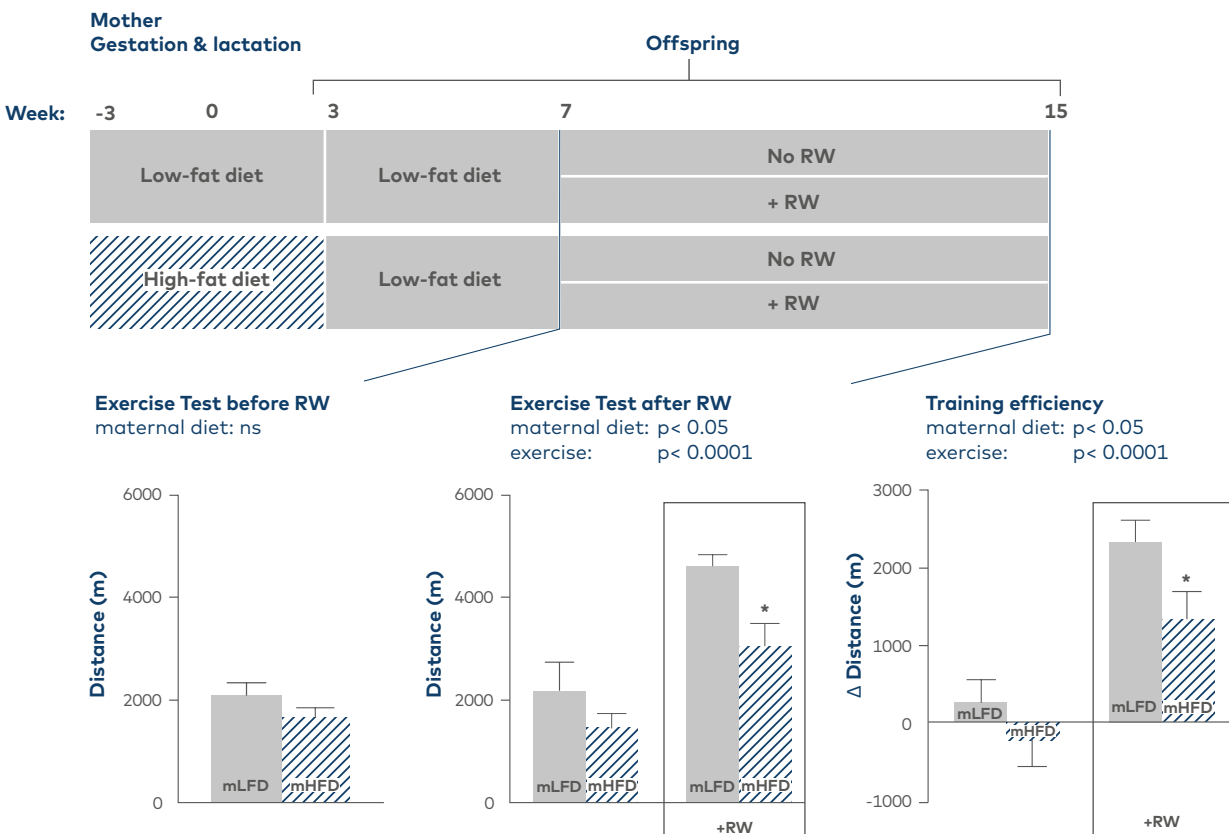 Mother
Gestation & lactation
Offspring
Week: -3 0 3 7 15
Low-fat diet
Low-fat diet
No RW
+ RW
High-fat diet
Low-fat diet
No RW
+ RW
Exercise Test before RW
maternal diet: ns
Distance (m)
6000
4000
2000
0
mLFD
mHFD
Exercise Test after RW
maternal diet: p< 0.05
exercise: p< 0.0001
Distance (m)
6000
4000
2000
0
mLFD
mHFD
*
mLFD
mHFD
+RW
Training efficiency
maternal diet: p< 0.05
exercise: p< 0.0001
Δ Distance (m)
3000
2000
1000
0
-1000
mLFD
mHFD
*
mLFD
mHFD
+RW